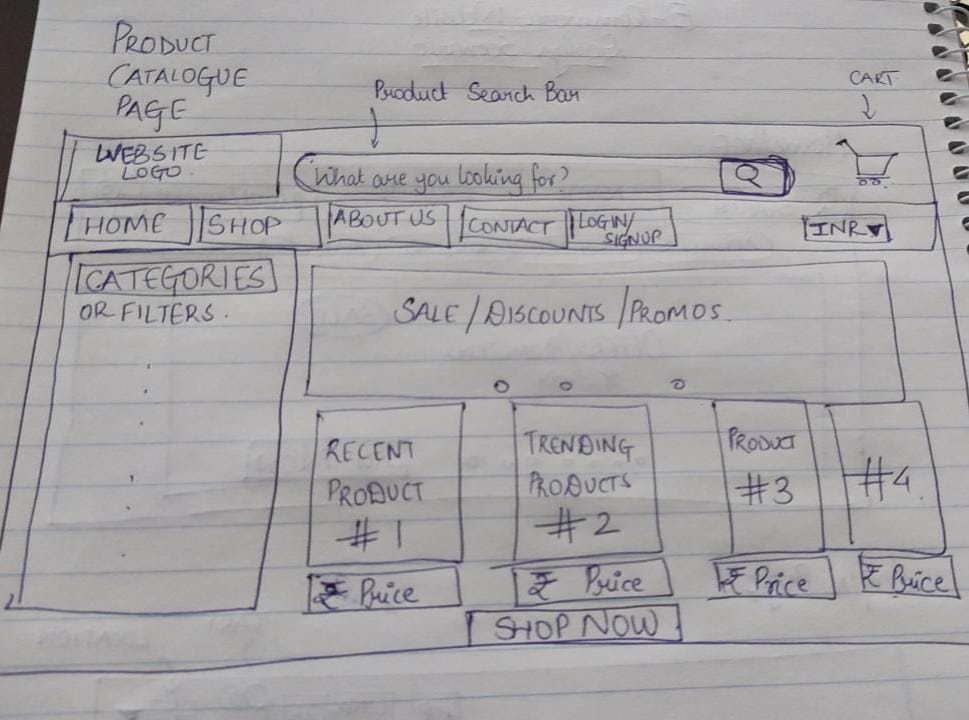 PRODUCT
CATALOGUE
PAGE
Product Search Bar
CART
WEBSITE
LOGO
What are you looking for?
HOME
SHOP
ABOUT US
CONTACT
LOGIN/
SIGNUP
INR
CATEGORIES
OR FILTERS.
SALE/DISCOUNTS/PROMOS.
RECENT
PRODUCT
#1
TRENDING
PRODUCTS
#2
PRODUCT
#3
#4
₹ Price
₹ Price
₹ Price
₹ Price
SHOP NOW